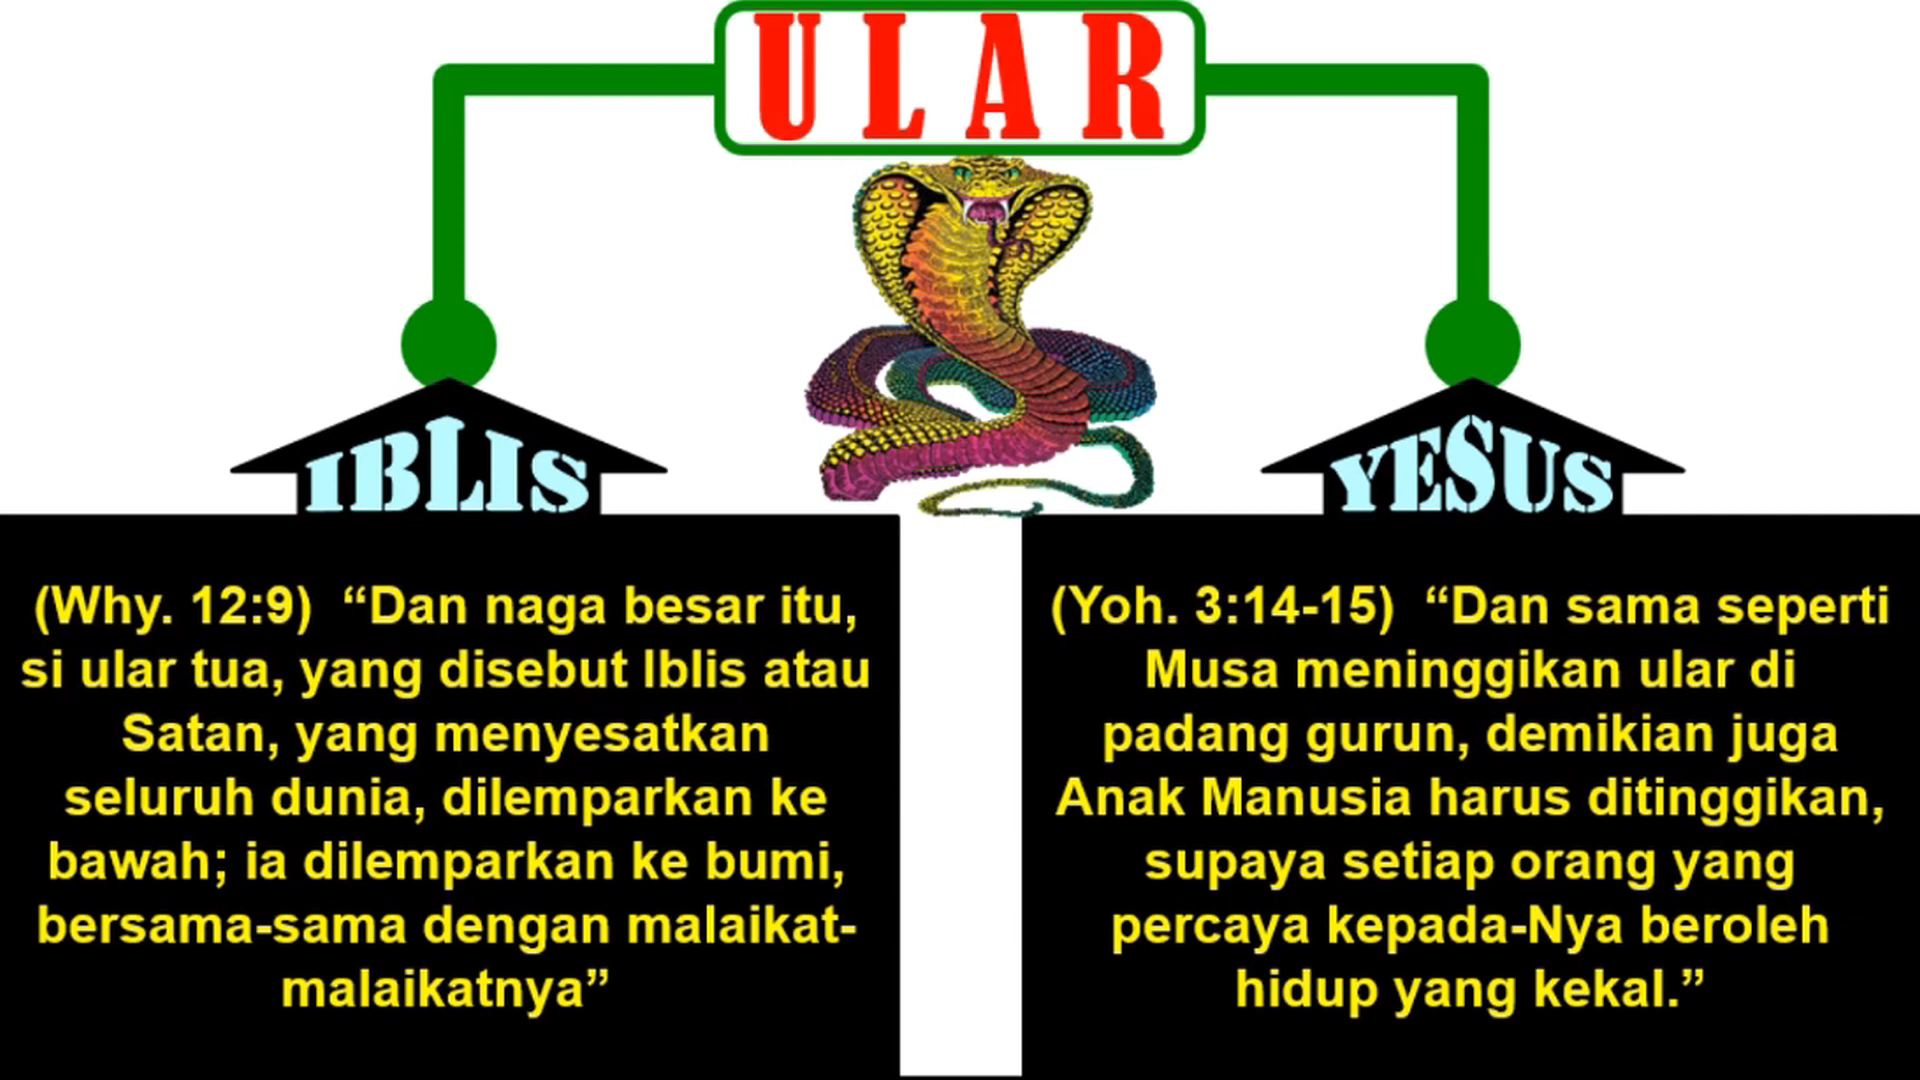 ULAR
IBLIS
(Why. 12:9) “Dan naga besar itu,
si ular tua, yang disebut Iblis atau
Satan, yang menyesatkan
seluruh dunia, dilemparkan ke
bawah; ia dilemparkan ke bumi,
bersama-sama dengan malaikat-
malaikatnya”
YESUS
(Yoh. 3:14-15) “Dan sama seperti
Musa meninggikan ular di
padang gurun, demikian juga
Anak Manusia harus ditinggikan,
supaya setiap orang yang
percaya kepada-Nya beroleh
hidup yang kekal.”